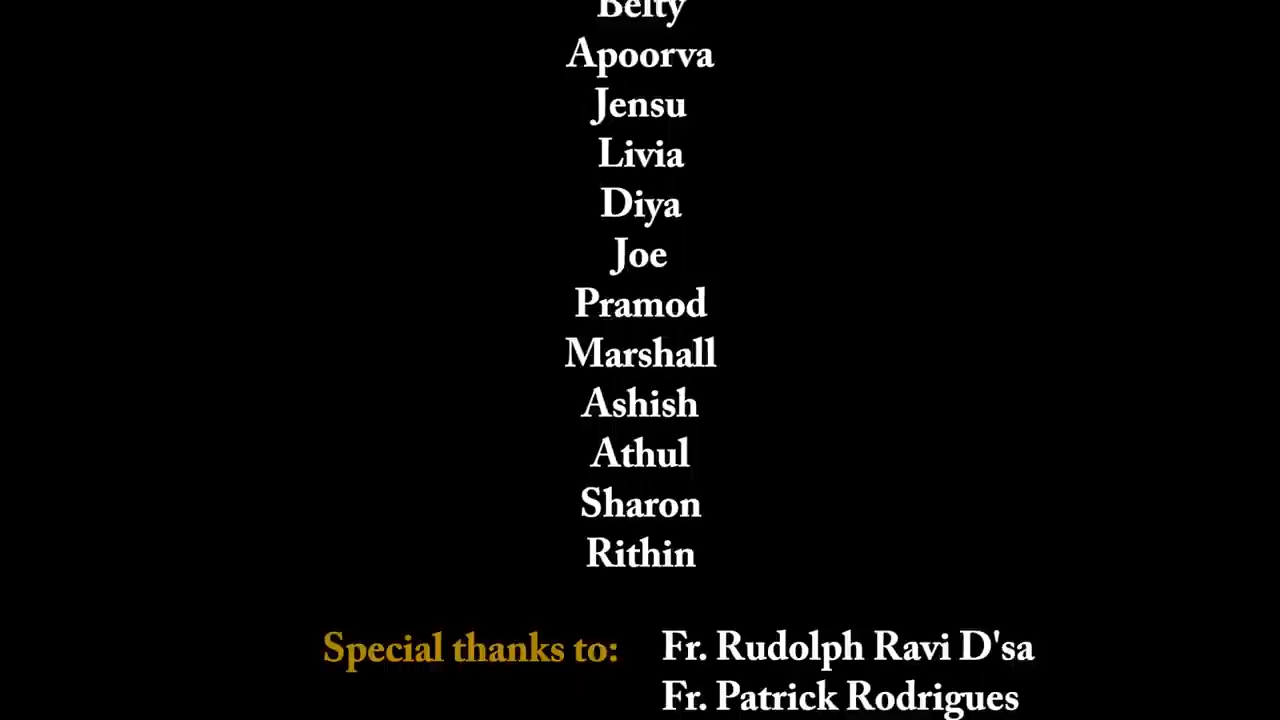 Apoorva
Jensu
Livia
Diya
Joe
Pramod
Marshall
Ashish
Athul
Sharon
Rithin
Special thanks to: Fr. Rudolph Ravi D'sa
Fr. Patrick Rodrigues